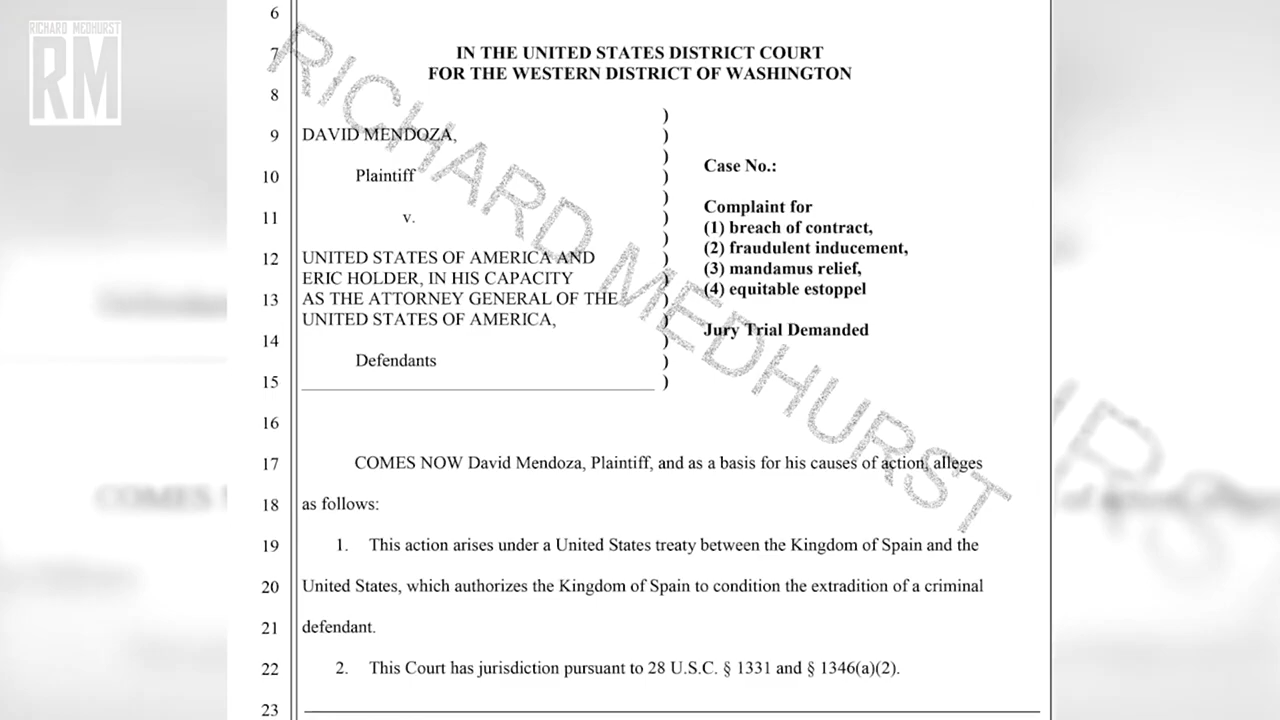 RICHARD MEDHURST
RM
6
7 IN THE UNITED STATES DISTRICT COURT
FOR THE WESTERN DISTRICT OF WASHINGTON
8
)
9 DAVID MENDOZA, )
) Case No.:
10 Plaintiff )
) Complaint for
11 v. ) (1) breach of contract,
) (2) fraudulent inducement,
12 UNITED STATES OF AMERICA AND )
ERIC HOLDER, IN HIS CAPACITY ) (3) mandamus relief,
13 AS THE ATTORNEY GENERAL OF THE ) (4) equitable estoppel
UNITED STATES OF AMERICA, ) Jury Trial Demanded
14 )
Defendants )
15 )
16
17 COMES NOW David Mendoza, Plaintiff, and as a basis for his causes of action, alleges
18 as follows:
19 1. This action arises under a United States treaty between the Kingdom of Spain and the
20 United States, which authorizes the Kingdom of Spain to condition the extradition of a criminal
21 defendant.
22 2. This Court has jurisdiction pursuant to 28 U.S.C. § 1331 and § 1346(a)(2).
23
RICHARD MEDHURST